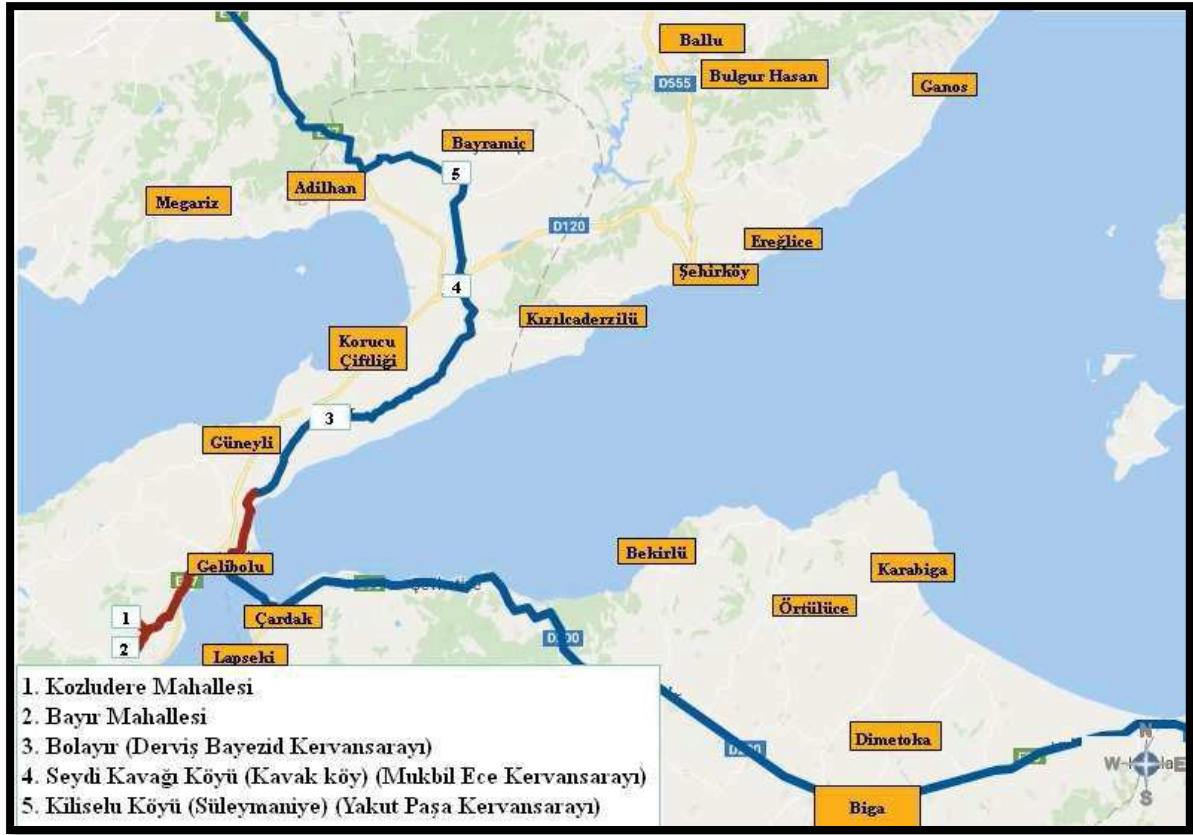 Ballu
D555
Bulgur Hasan
Ganos
Bayramiç
5
Adilhan
Megariz
D120
Ereğlice
Şehirköy
4
Kızılcaderzilü
Korucu
Çiftliği
3
Güneyli
Bekirlü
Gelibolu
Karabiga
Örtülüce
1
Çardak
2
Lapseki
1. Kozludere Mahallesi
2. Bayır Mahallesi
3. Bolayır (Derviş Bayezid Kervansarayı)
4. Seydi Kavağı Köyü (Kavak köy) (Mukbil Ece Kervansarayı)
5. Kiliselu Köyü (Süleymaniye) (Yakut Paşa Kervansarayı)
Dimetoka
N
W E
S
Biga